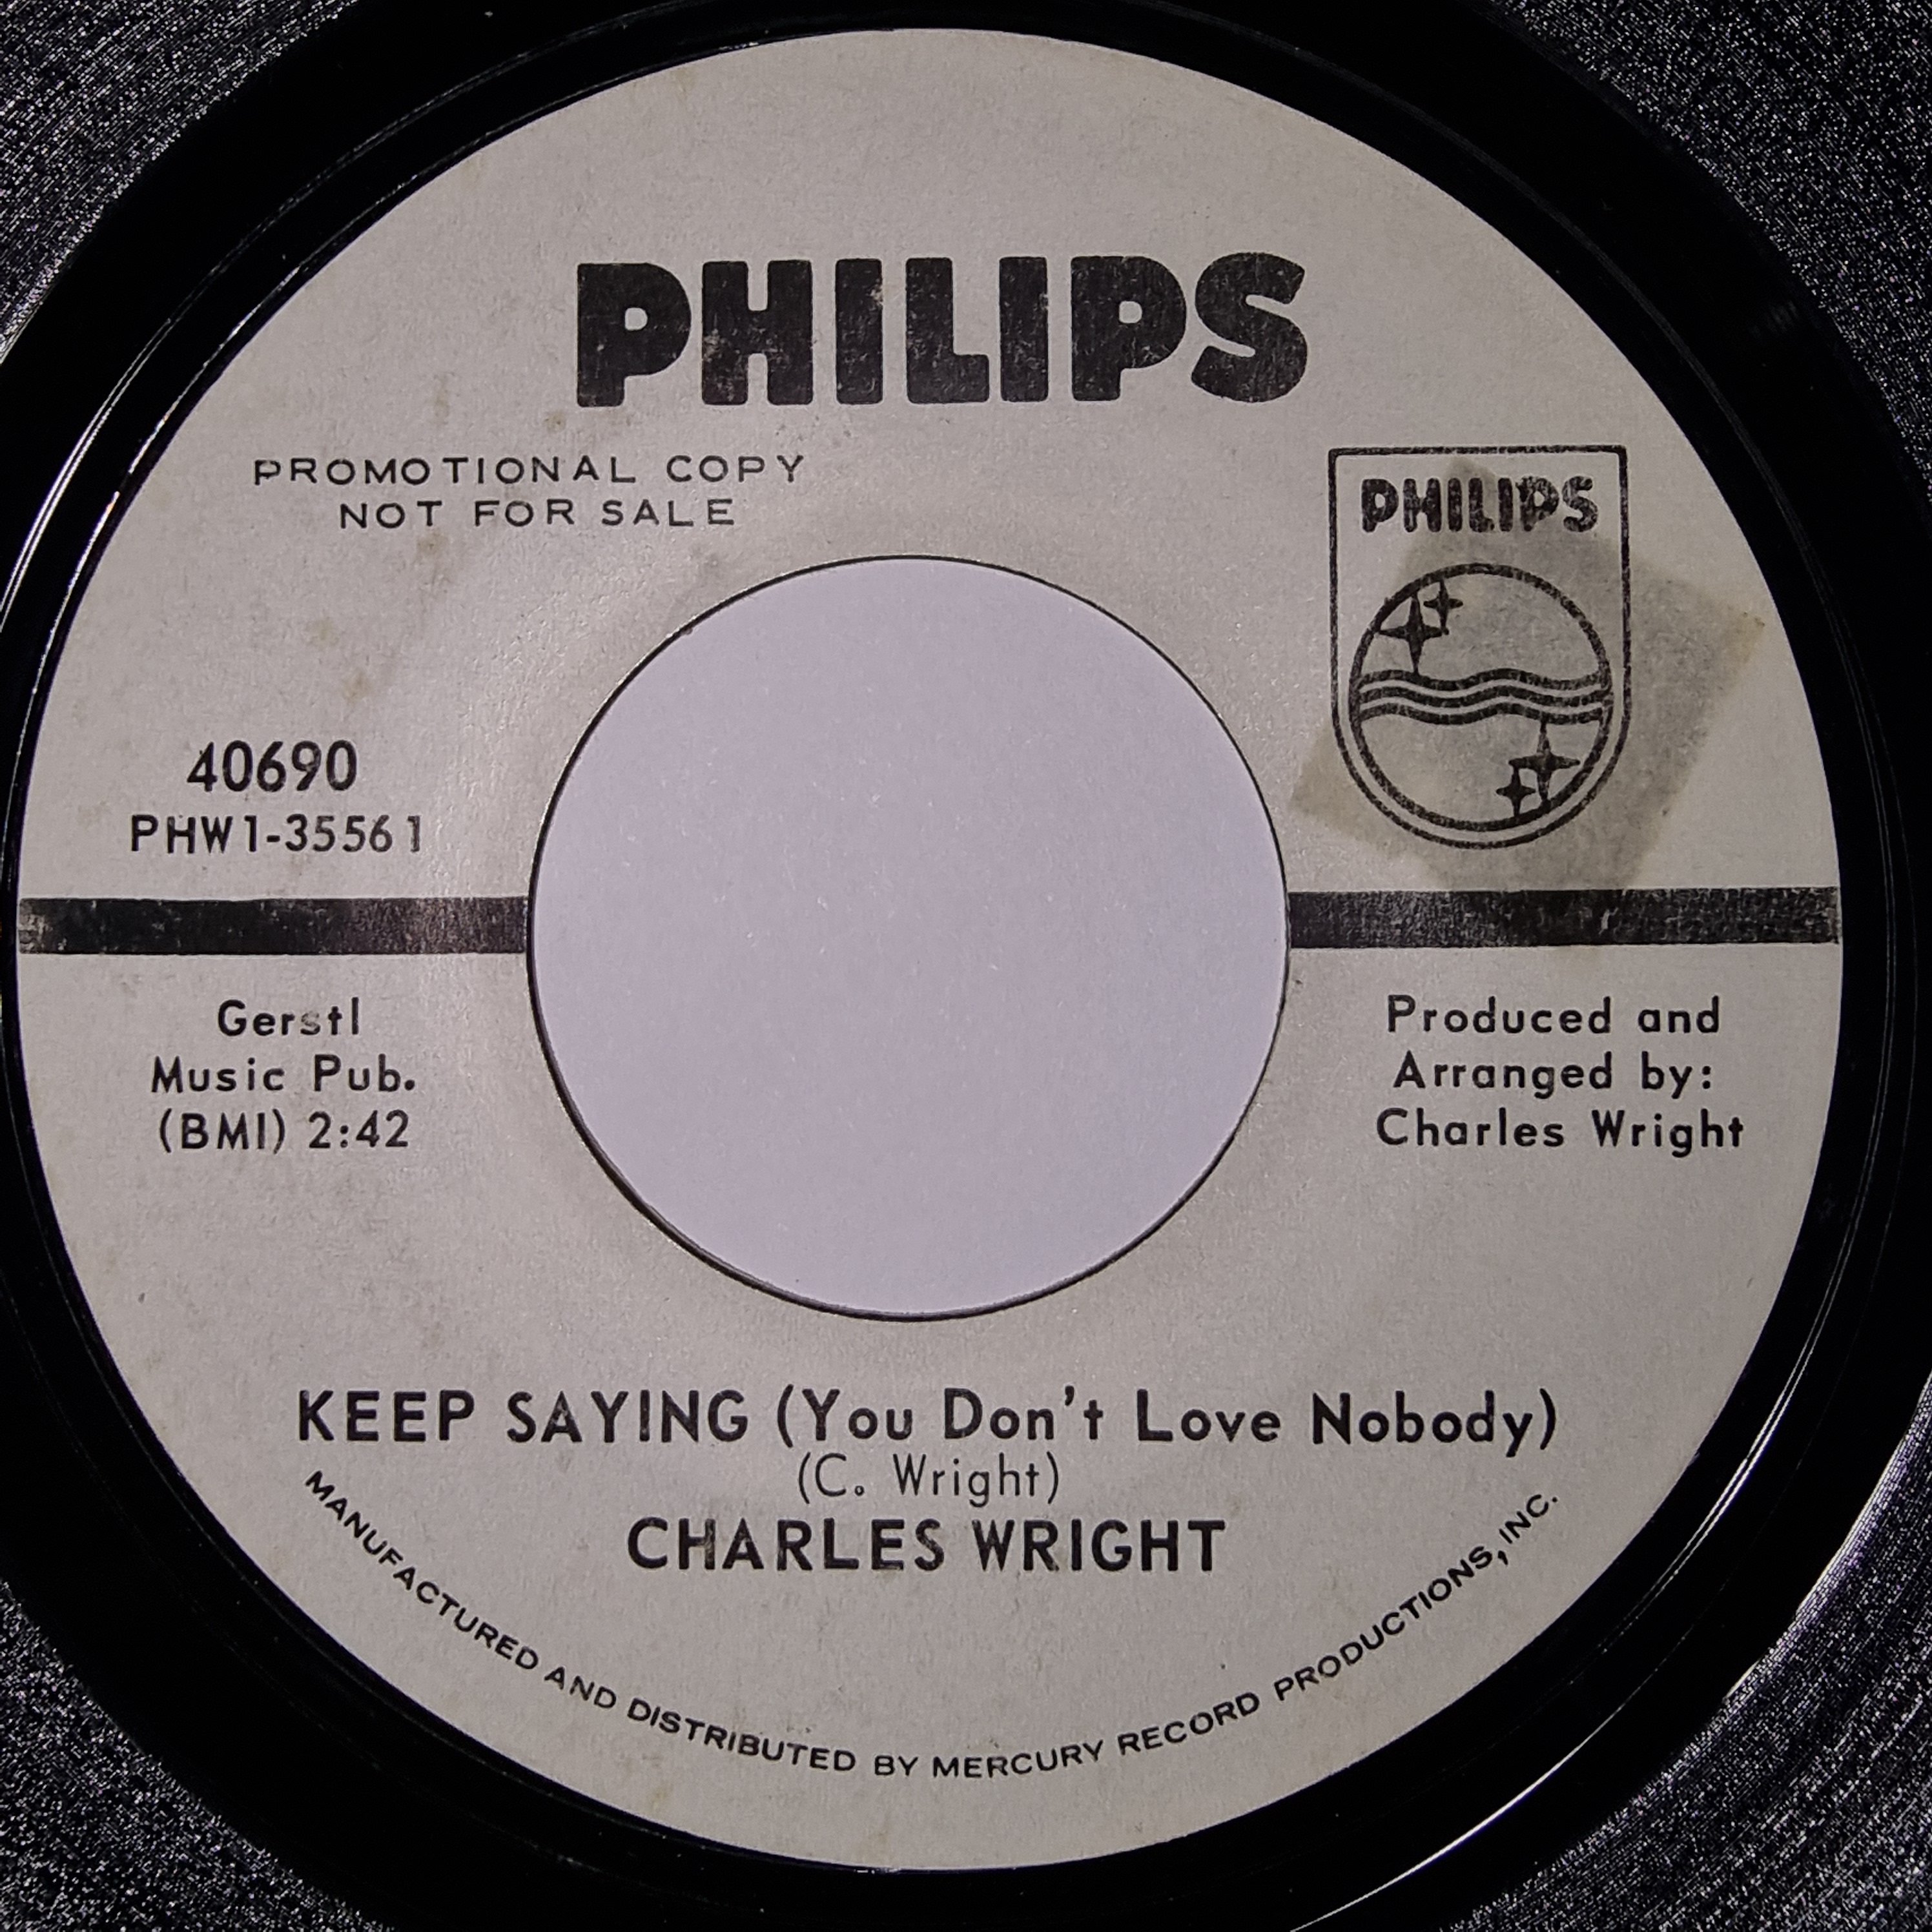 PHILIPS
PROMOTIONAL COPY
NOT FOR SALE
PHILIPS
40690
PHW1-35561
Gerstl
Music Pub.
(BMI) 2:42
Produced and
Arranged by:
Charles Wright
KEEP SAYING (You Don't Love Nobody)
(C. Wright)
CHARLES WRIGHT
MANUFACTURED AND DISTRIBUTED BY MERCURY RECORD PRODUCTIONS, INC.